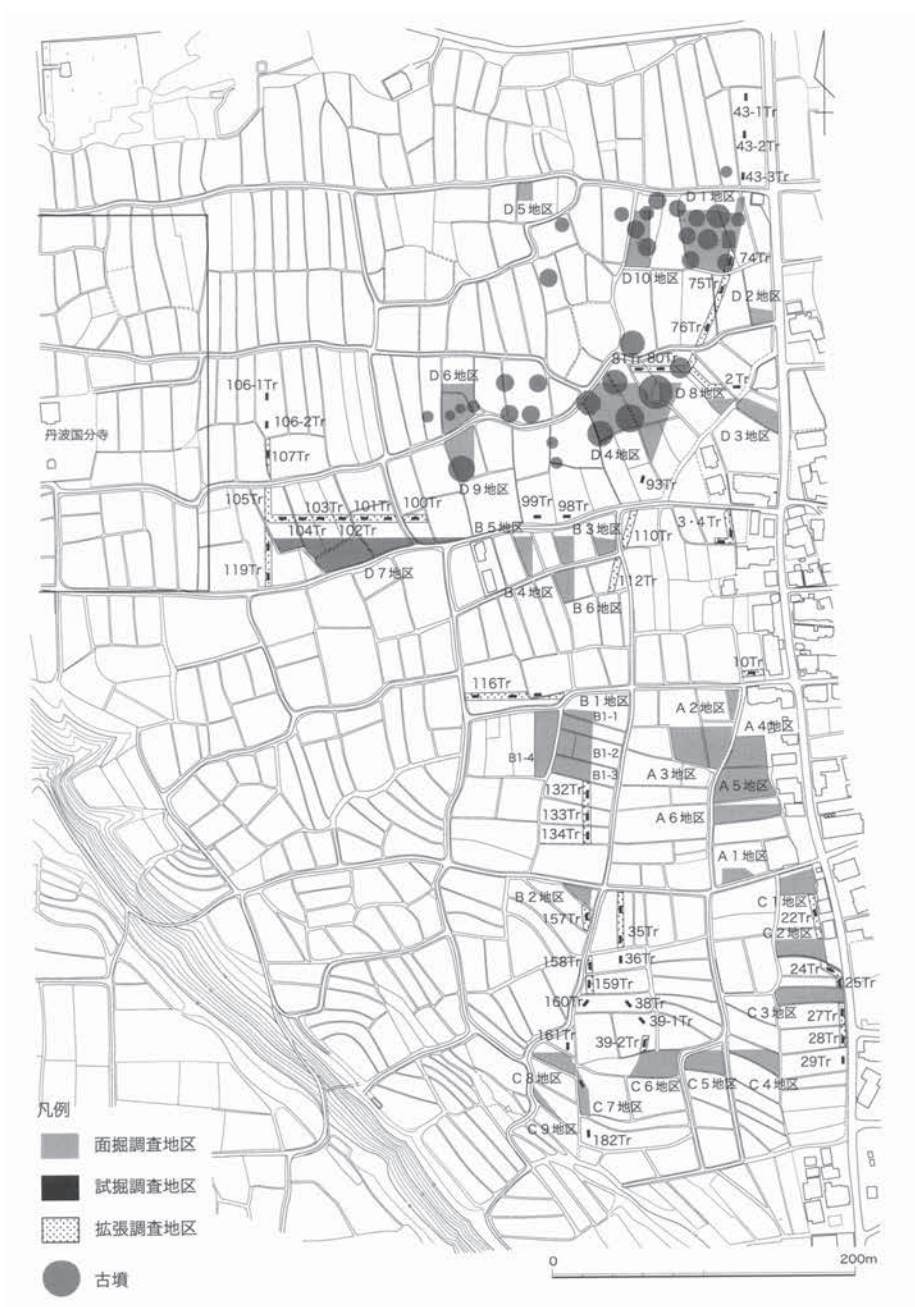 43-1Tr
43-2Tr
43-3Tr
D5地区
D1地区
74Tr
D10地区
75Tr
D2地区
76Tr
81Tr
80Tr
D6地区
2Tr
106-1Tr
D8地区
106-2Tr
D3地区
丹波国分寺
107Tr
D4地区
93Tr
D9地区
105Tr
103Tr
101Tr
100Tr
99Tr
98Tr
104Tr
102Tr
B5地区
B3地区
110Tr
3・4Tr
119Tr
D7地区
112Tr
B4地区
B6地区
10Tr
116Tr
B1地区
A2地区
B1-1
A4地区
B1-4
B1-2
B1-3
A3地区
A5地区
132Tr
133Tr
A6地区
134Tr
A1地区
B2地区
C1地区
157Tr
22Tr
35Tr
C2地区
158Tr
36Tr
24Tr
159Tr
125Tr
160Tr
38Tr
C3地区
27Tr
39-1Tr
161Tr
39-2Tr
28Tr
29Tr
C8地区
C6地区
C5地区
C4地区
C7地区
C9地区
182Tr
凡例
面掘調査地区
試掘調査地区
拡張調査地区
古墳
0
200m